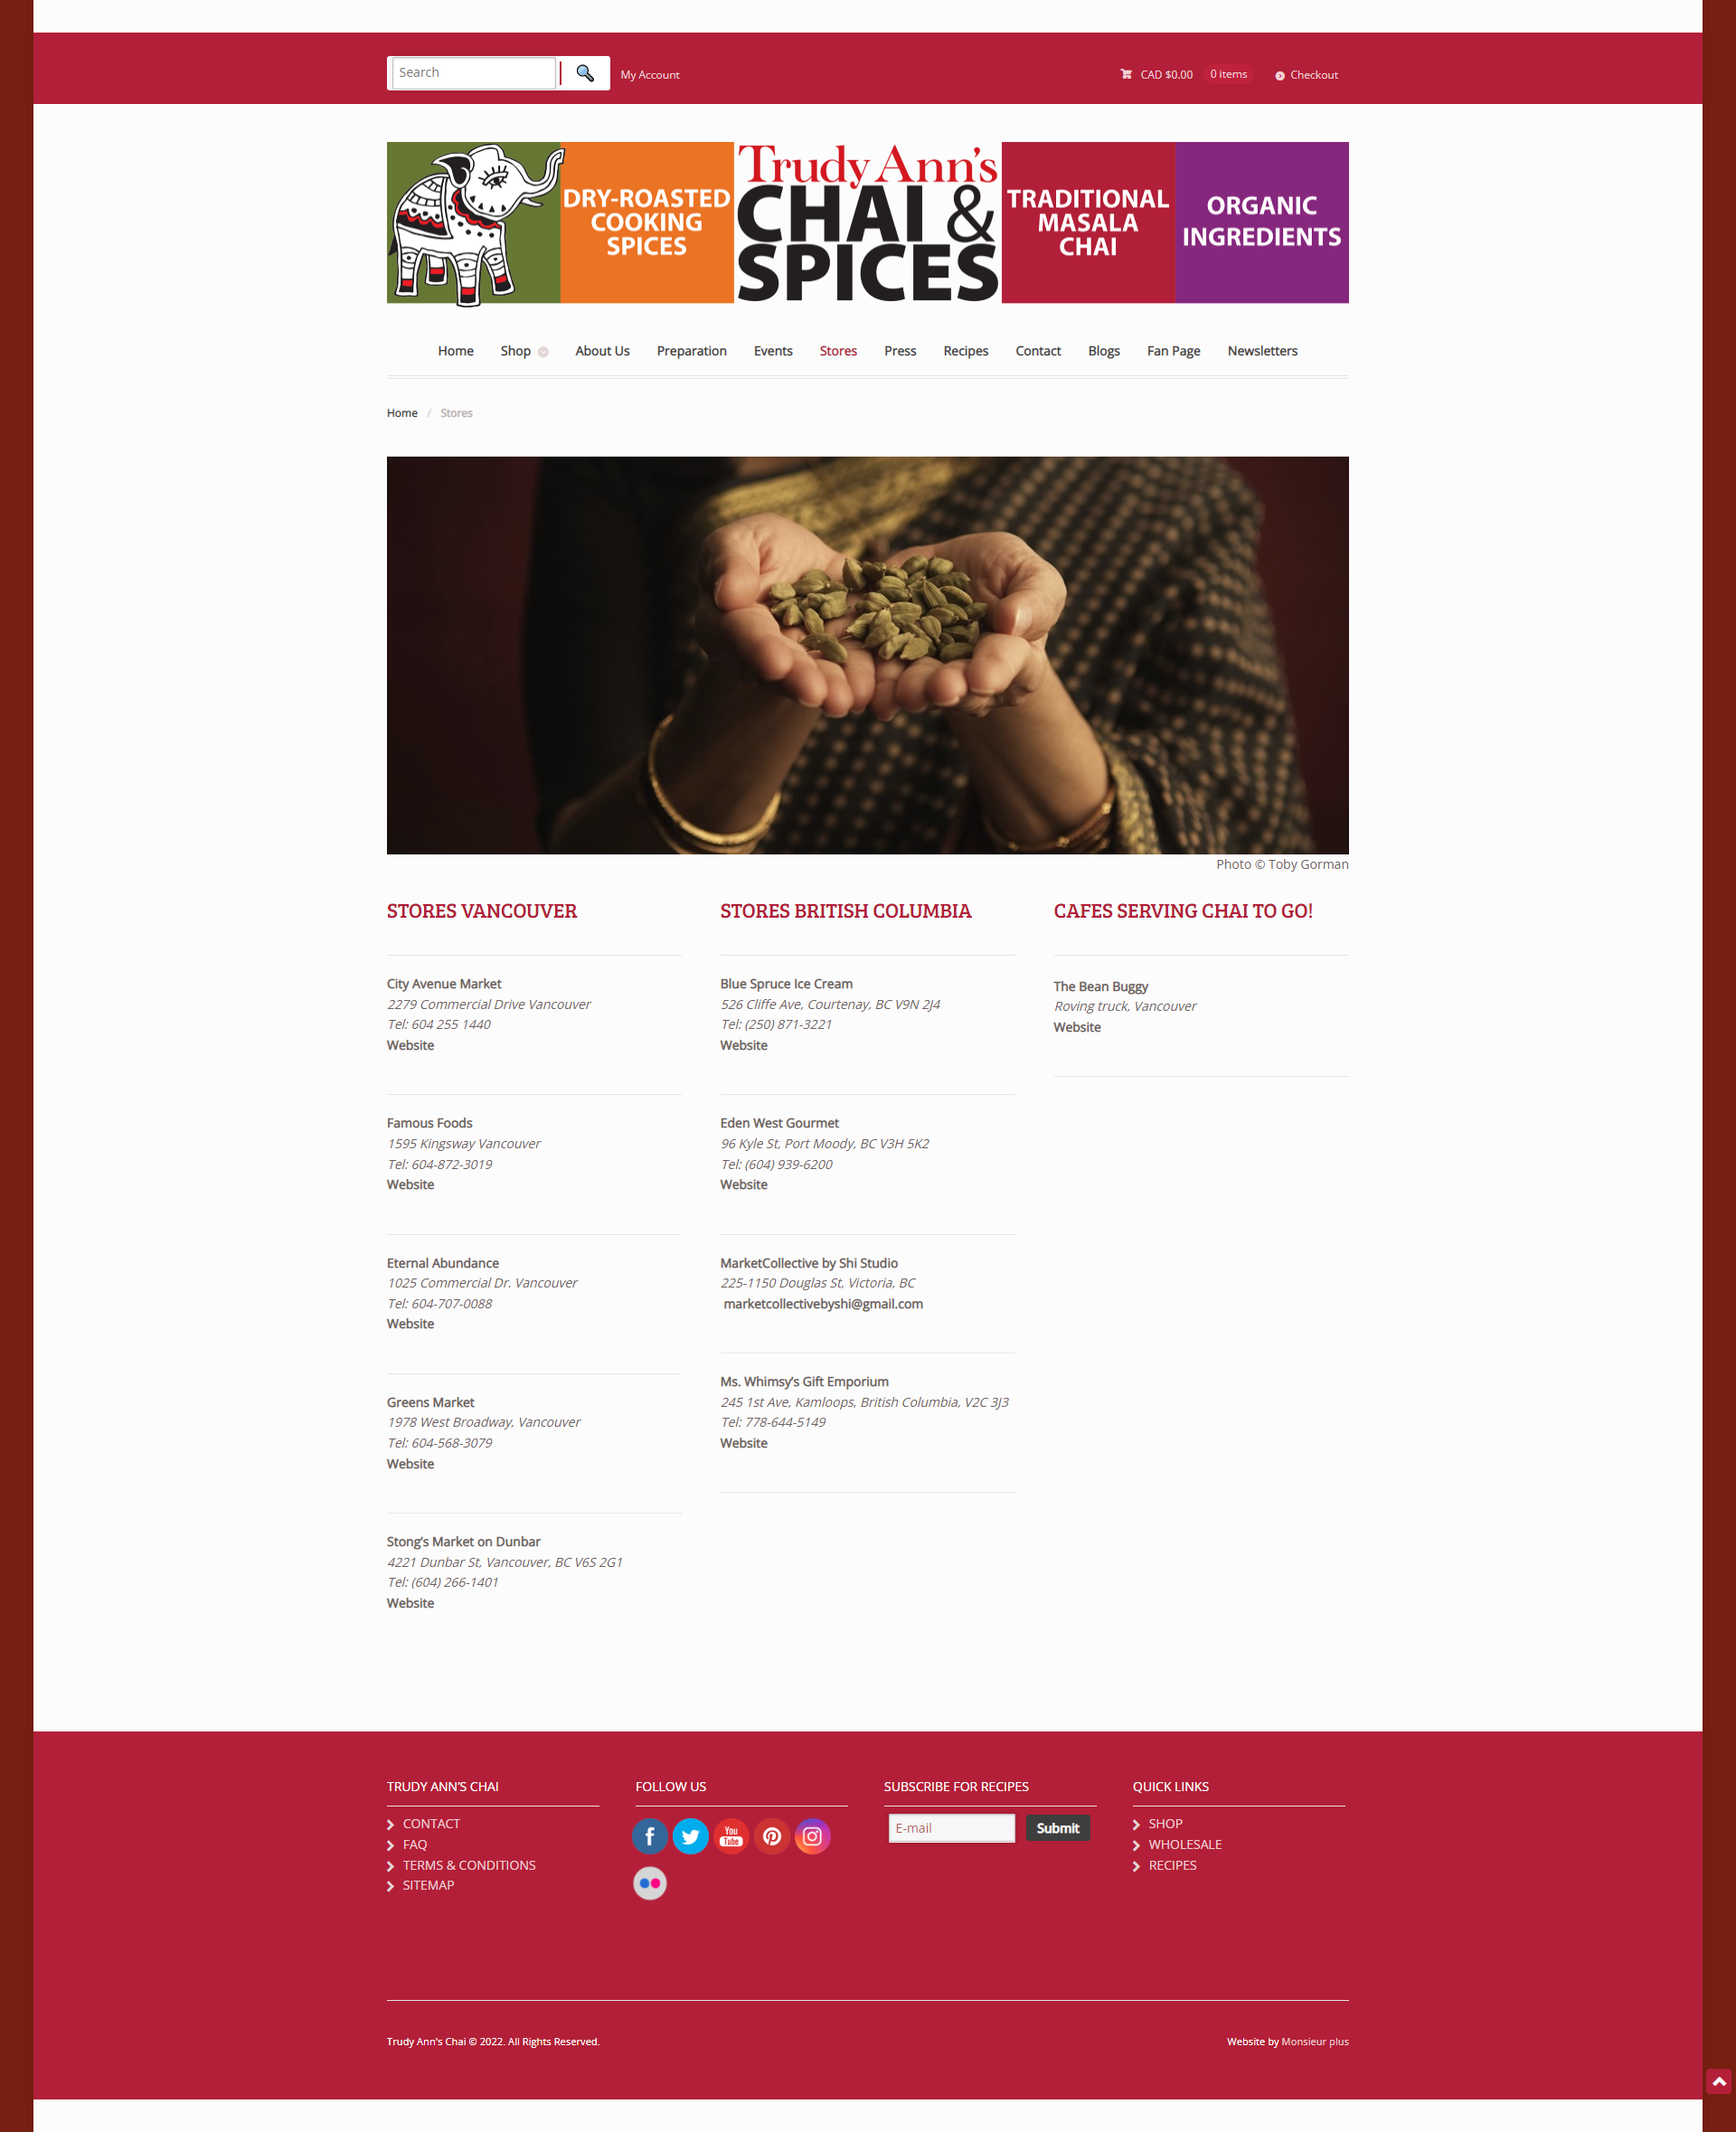 Search
My Account
CAD $0.00 0 items Checkout
DRY-ROASTED
COOKING
SPICES
Trudy Ann's
CHAI &
SPICES
TRADITIONAL
MASALA
CHAI
ORGANIC
INGREDIENTS
Home Shop About Us Preparation Events Stores Press Recipes Contact Blogs Fan Page Newsletters
Home / Stores
Photo © Toby Gorman
STORES VANCOUVER
City Avenue Market
2279 Commercial Drive Vancouver
Tel: 604 255 1440
Website
Famous Foods
1595 Kingsway Vancouver
Tel: 604-872-3019
Website
Eternal Abundance
1025 Commercial Dr. Vancouver
Tel: 604-707-0088
Website
Greens Market
1978 West Broadway, Vancouver
Tel: 604-568-3079
Website
Stong's Market on Dunbar
4221 Dunbar St, Vancouver, BC V6S 2G1
Tel: (604) 266-1401
Website
STORES BRITISH COLUMBIA
Blue Spruce Ice Cream
526 Cliffe Ave, Courtenay, BC V9N 2J4
Tel: (250) 871-3221
Website
Eden West Gourmet
96 Kyle St, Port Moody, BC V3H 5K2
Tel: (604) 939-6200
Website
MarketCollective by Shi Studio
225-1150 Douglas St, Victoria, BC
marketcollectivebyshi@gmail.com
Ms. Whimsy's Gift Emporium
245 1st Ave, Kamloops, British Columbia, V2C 3J3
Tel: 778-644-5149
Website
CAFES SERVING CHAI TO GO!
The Bean Buggy
Roving truck, Vancouver
Website
TRUDY ANN'S CHAI
CONTACT
FAQ
TERMS & CONDITIONS
SITEMAP
FOLLOW US
You
Tube
SUBSCRIBE FOR RECIPES
E-mail
Submit
QUICK LINKS
SHOP
WHOLESALE
RECIPES
Trudy Ann's Chai © 2022. All Rights Reserved.
Website by Monsieur plus